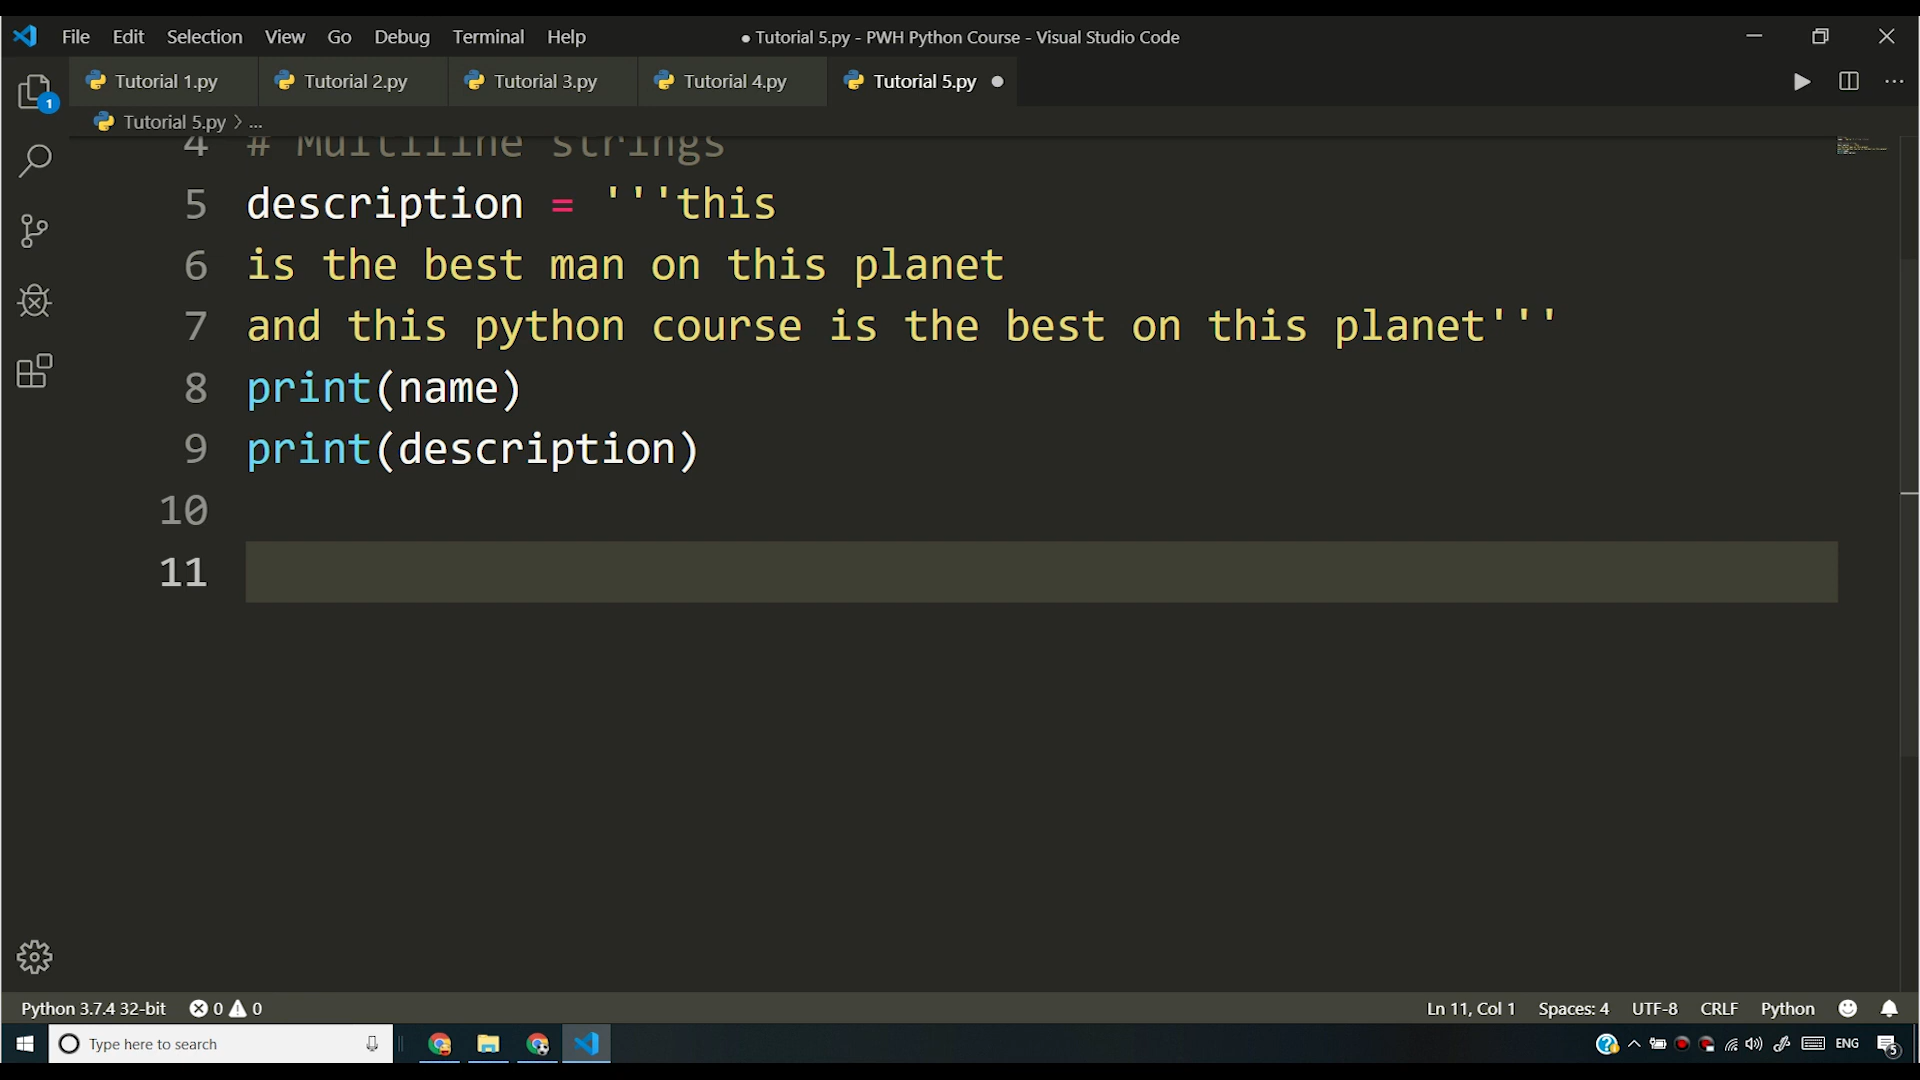 File Edit Selection View Go Debug Terminal Help ● Tutorial 5.py - PWH Python Course - Visual Studio Code
Tutorial 1.py Tutorial 2.py Tutorial 3.py Tutorial 4.py Tutorial 5.py ●
1
Tutorial 5.py > ...
4 # Multiline strings
5 description = '''this
6 is the best man on this planet
7 and this python course is the best on this planet'''
8 print(name)
9 print(description)
10
11
Python 3.7.4 32-bit 0 0 Ln 11, Col 1 Spaces: 4 UTF-8 CRLF Python
Type here to search ENG 5